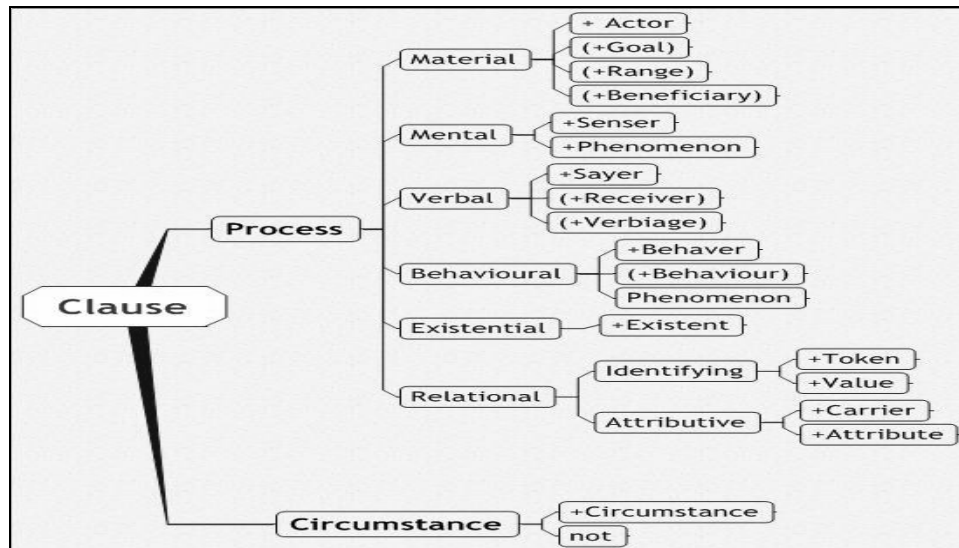 Clause
Process
Material
+ Actor
(+Goal)
(+Range)
(+Beneficiary)
Mental
+Senser
+Phenomenon
Verbal
+Sayer
(+Receiver)
(+Verbiage)
Behavioural
+Behaver
(+Behaviour)
Phenomenon
Existential
+Existent
Relational
Identifying
+Token
+Value
Attributive
+Carrier
+Attribute
Circumstance
+Circumstance
not